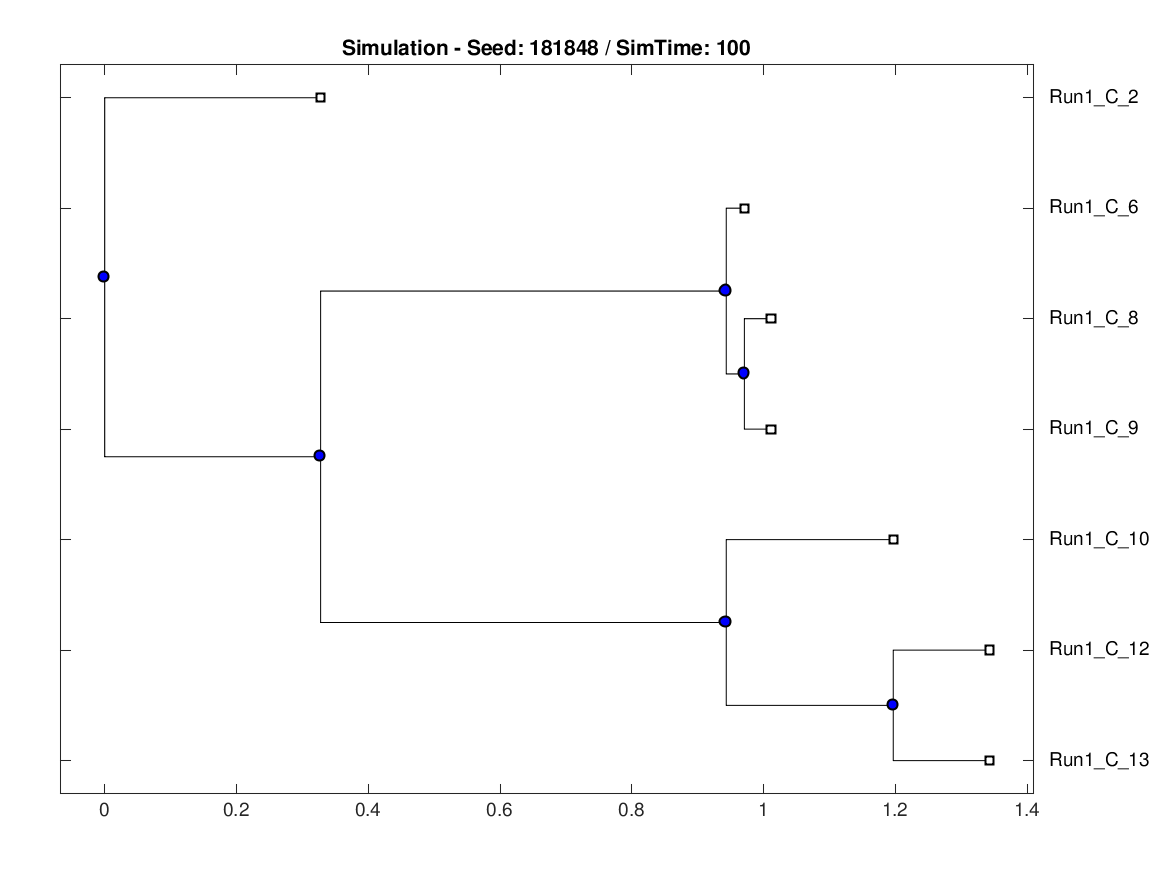 Simulation - Seed: 181848 / SimTime: 100
Run1_C_2
Run1_C_6
Run1_C_8
Run1_C_9
Run1_C_10
Run1_C_12
Run1_C_13
0 0.2 0.4 0.6 0.8 1 1.2 1.4